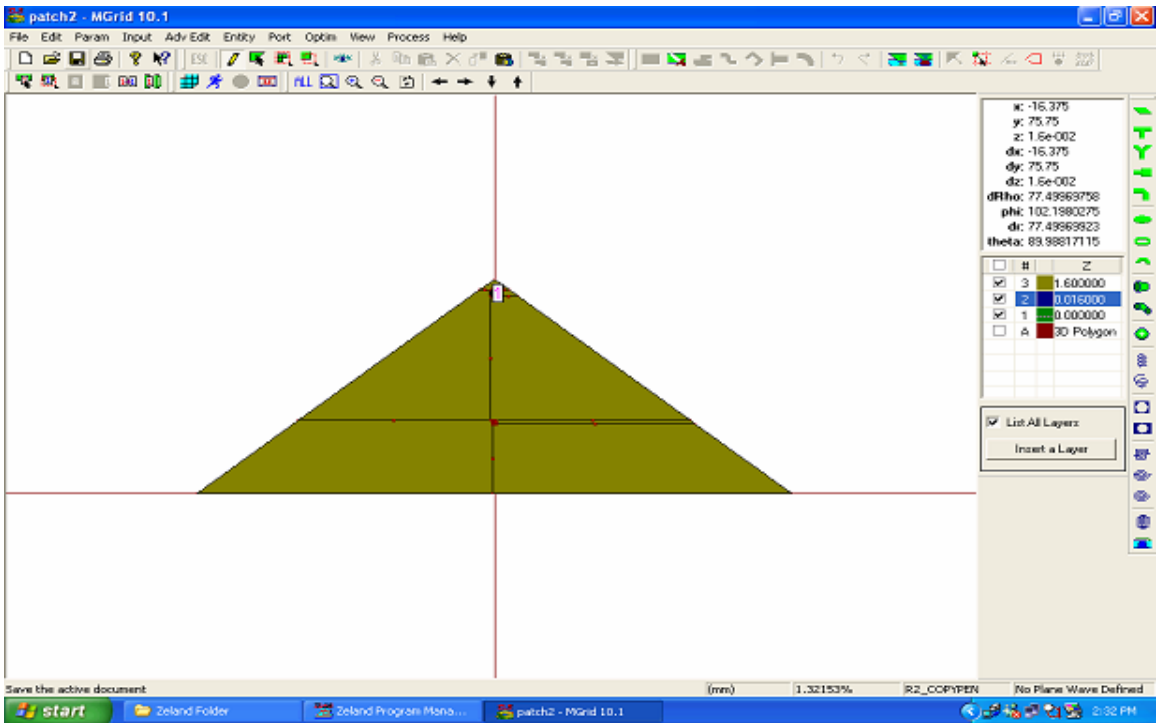 patch2 - MGrid 10.1
File Edit Param Input Adv Edit Entity Port Optim View Process Help
ESC
ALL
x: -16.375
y: 75.75
z: 1.6e-002
dx: -16.375
dy: 75.75
dz: 1.6e-002
dRho: 77.49969758
phi: 102.1980275
dr: 77.49969923
theta: 89.98817115
# Z
3 1.600000
2 0.016000
1 0.000000
A 3D Polygon
1
List All Layers
Insert a Layer
Save the active document (mm) 1.32153% R2_COPYPEN No Plane Wave Defined
start Zeland Folder Zeland Program Mana... patch2 - MGrid 10.1 2:32 PM